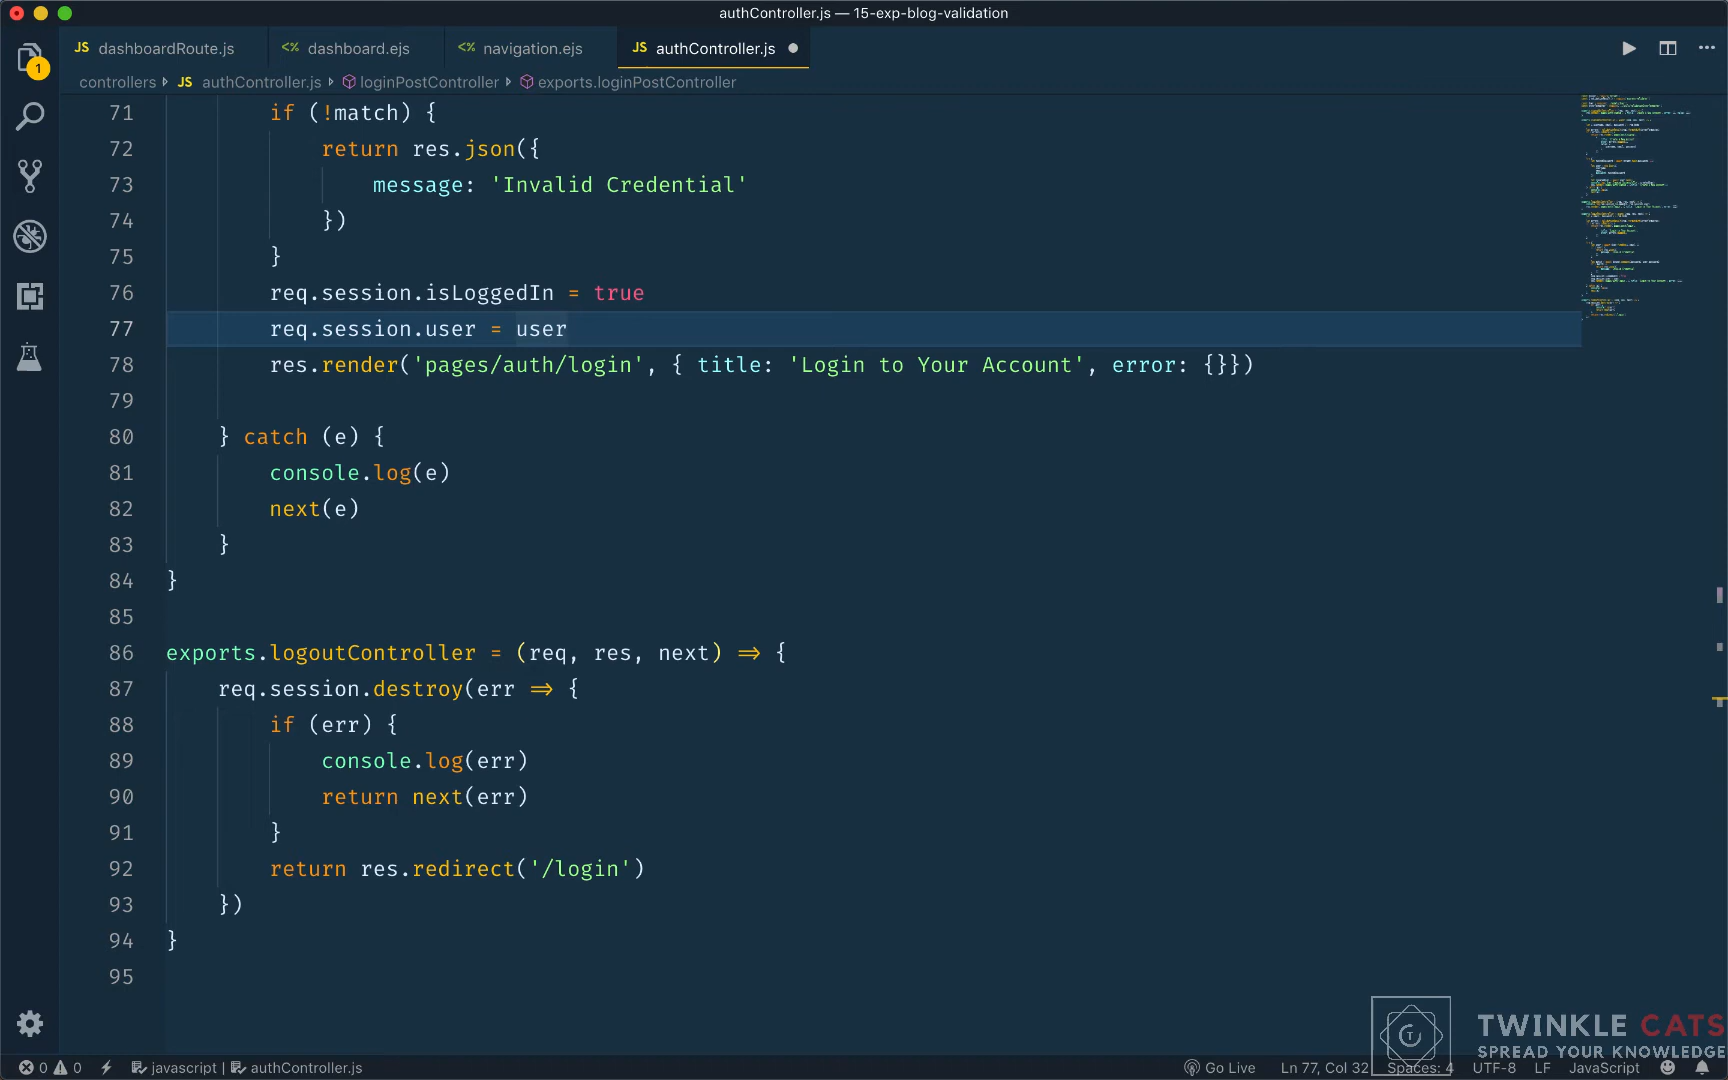 authController.js — 15-exp-blog-validation
JS dashboardRoute.js <% dashboard.ejs <% navigation.ejs JS authController.js
controllers JS authController.js loginPostController exports.loginPostController
1
71 if (!match) {
72 return res.json({
73 message: 'Invalid Credential'
74 })
75 }
76 req.session.isLoggedIn = true
77 req.session.user = user
78 res.render('pages/auth/login', { title: 'Login to Your Account', error: {}})
79
80 } catch (e) {
81 console.log(e)
82 next(e)
83 }
84 }
85
86 exports.logoutController = (req, res, next) => {
87 req.session.destroy(err => {
88 if (err) {
89 console.log(err)
90 return next(err)
91 }
92 return res.redirect('/login')
93 })
94 }
95
TWINKLE CATS
SPREAD YOUR KNOWLEDGE
0 0 javascript | authController.js Go Live Ln 77, Col 32 Spaces: 4 UTF-8 LF JavaScript